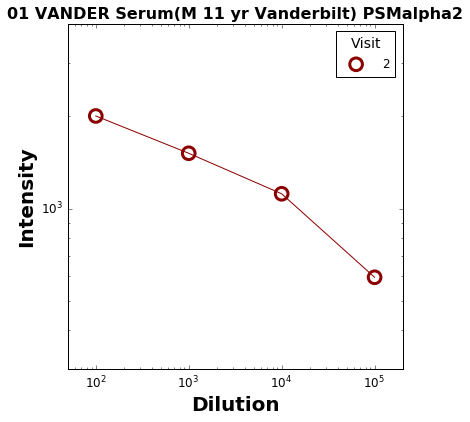 01 VANDER Serum(M 11 yr Vanderbilt) PSMalpha2
Visit
2
Intensity
10³
10² 10³ 10⁴ 10⁵
Dilution